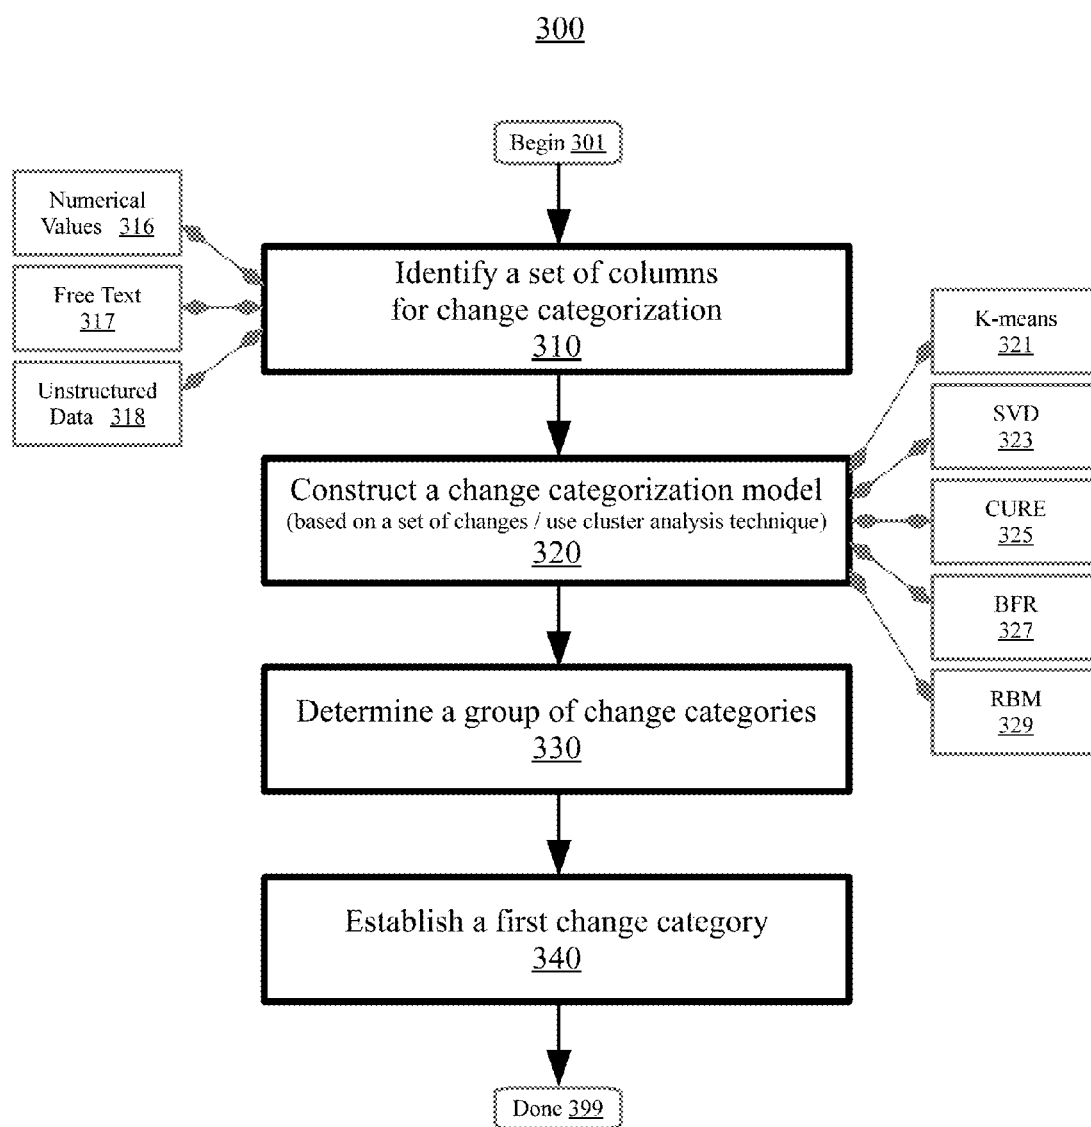 300
Begin 301
Numerical
Values 316
Free Text
317
Unstructured
Data 318
Identify a set of columns
for change categorization
310
K-means
321
SVD
323
CURE
325
BFR
327
RBM
329
Construct a change categorization model
(based on a set of changes / use cluster analysis technique)
320
Determine a group of change categories
330
Establish a first change category
340
Done 399